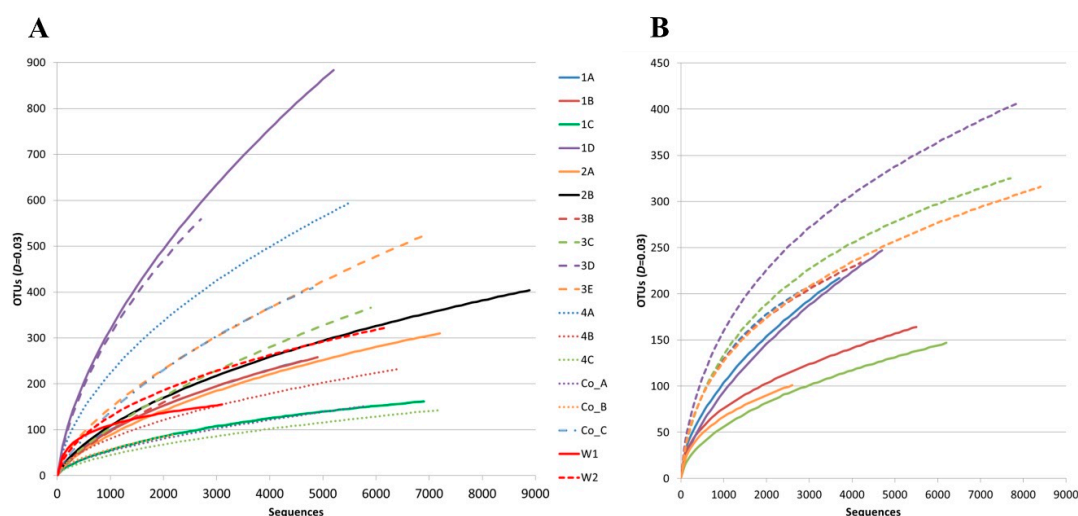 A
B
900
800
700
600
500
400
300
200
100
0
OTUs (D=0.03)
0 1000 2000 3000 4000 5000 6000 7000 8000 9000
Sequences
1A
1B
1C
1D
2A
2B
3B
3C
3D
3E
4A
4B
4C
Co_A
Co_B
Co_C
W1
W2
450
400
350
300
250
200
150
100
50
0
OTUs (D=0.03)
0 1000 2000 3000 4000 5000 6000 7000 8000 9000
Sequences